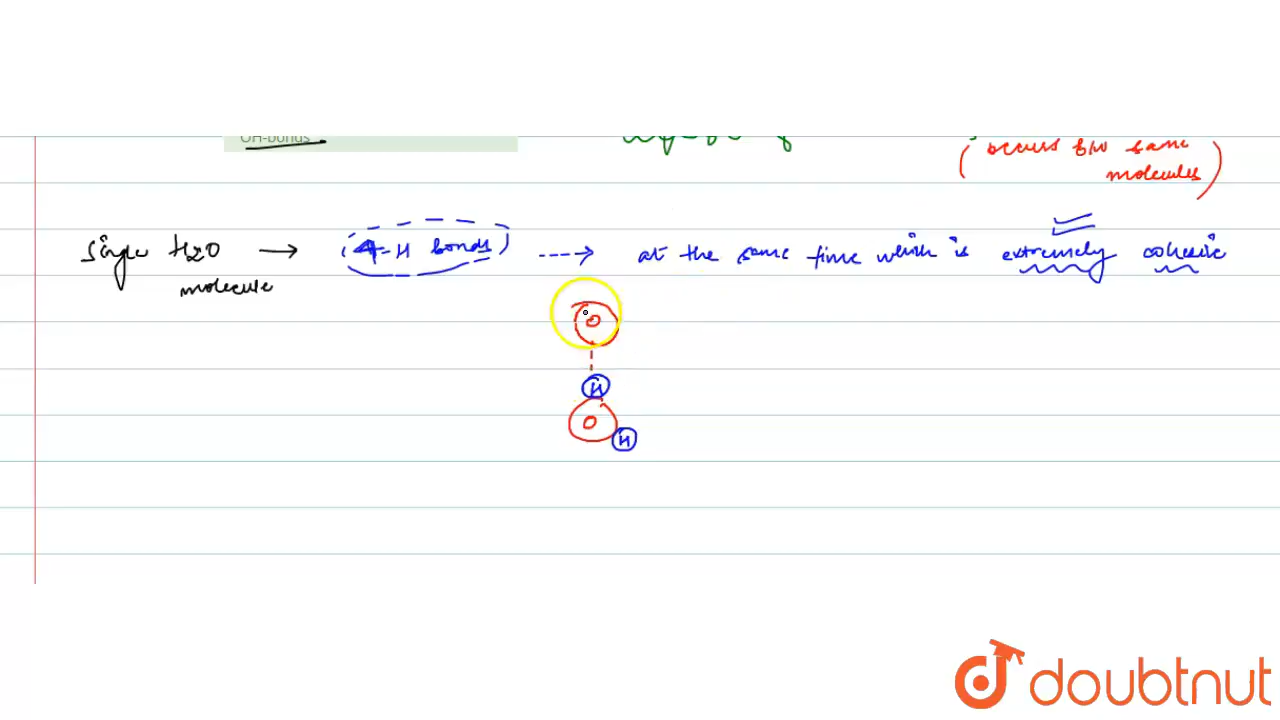 OH-bonds
(occurs b/w same
molecules)
Single H2O → (4-H bonds) ----> at the same time which is extremely cohesive
molecule
O
H
O
H
doubtnut